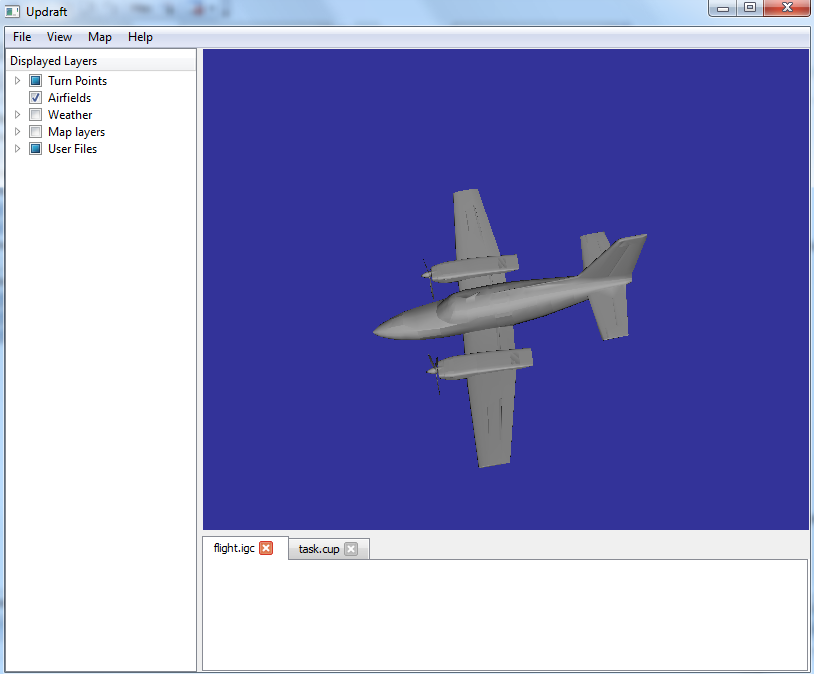 Updraft
File View Map Help
Displayed Layers
Turn Points
Airfields
Weather
Map layers
User Files
flight.igc task.cup